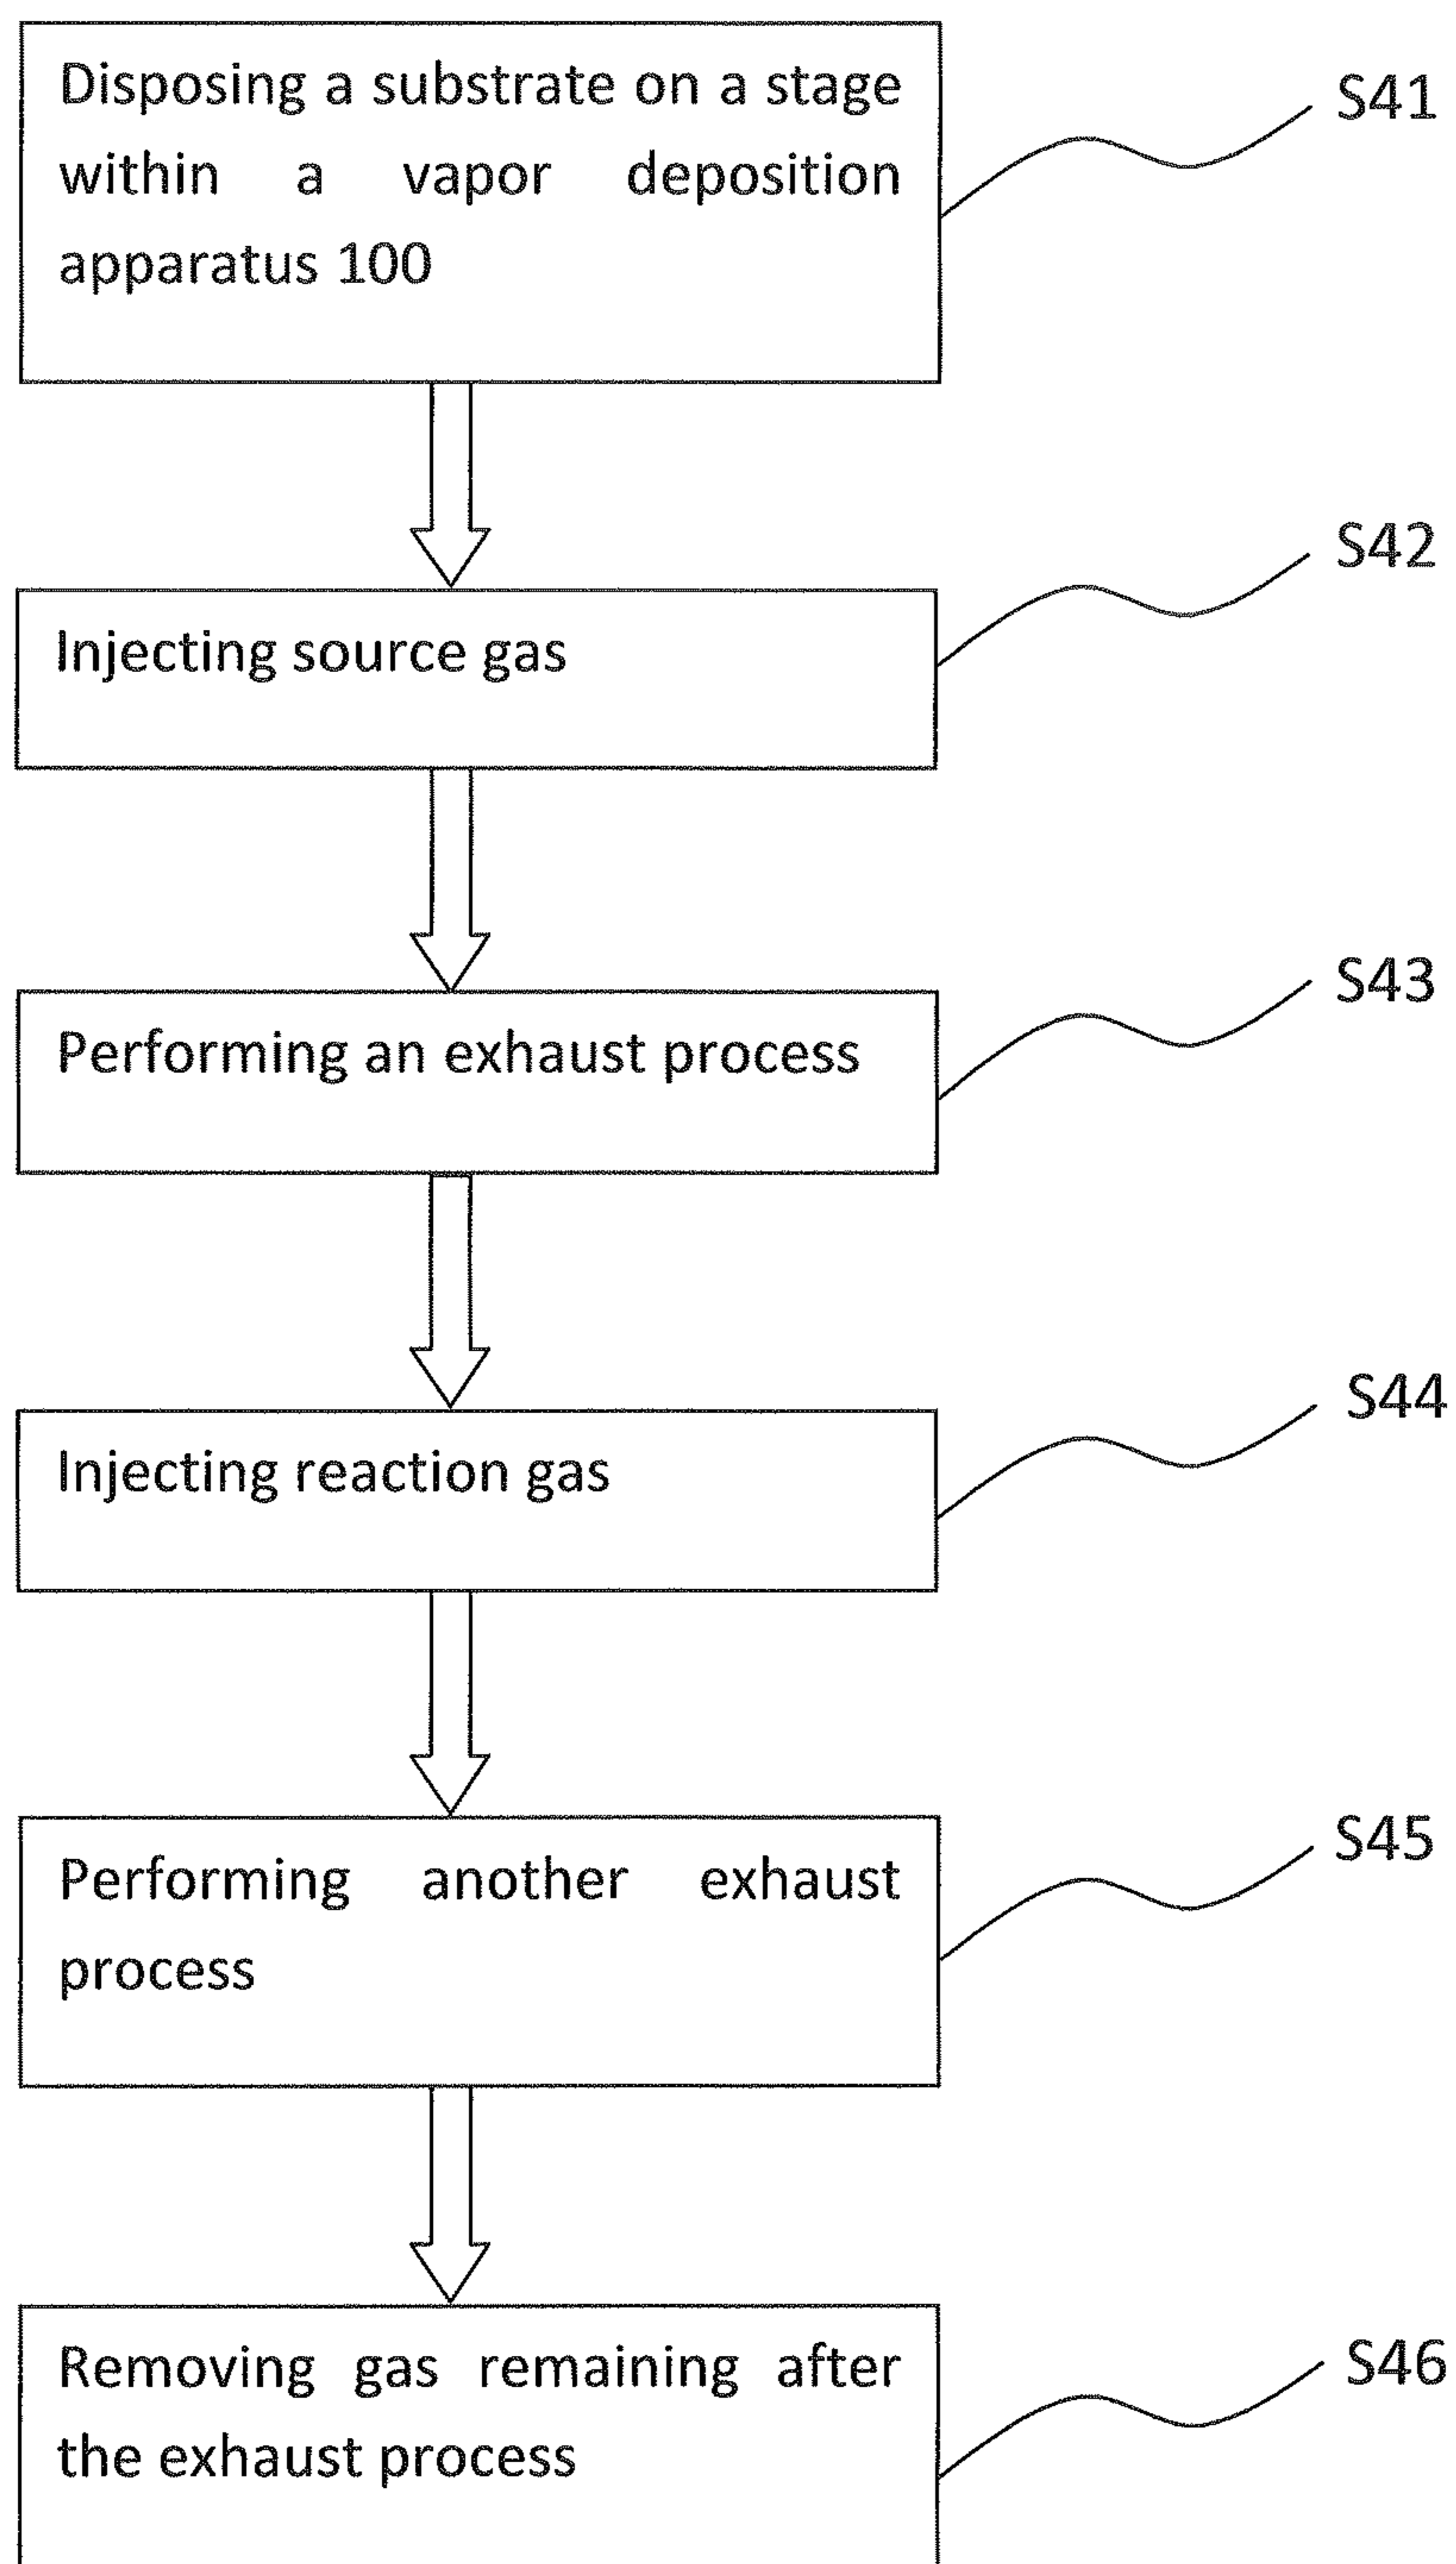 Disposing a substrate on a stage
within a vapor deposition
apparatus 100
S41
Injecting source gas
S42
Performing an exhaust process
S43
Injecting reaction gas
S44
Performing another exhaust
process
S45
Removing gas remaining after
the exhaust process
S46